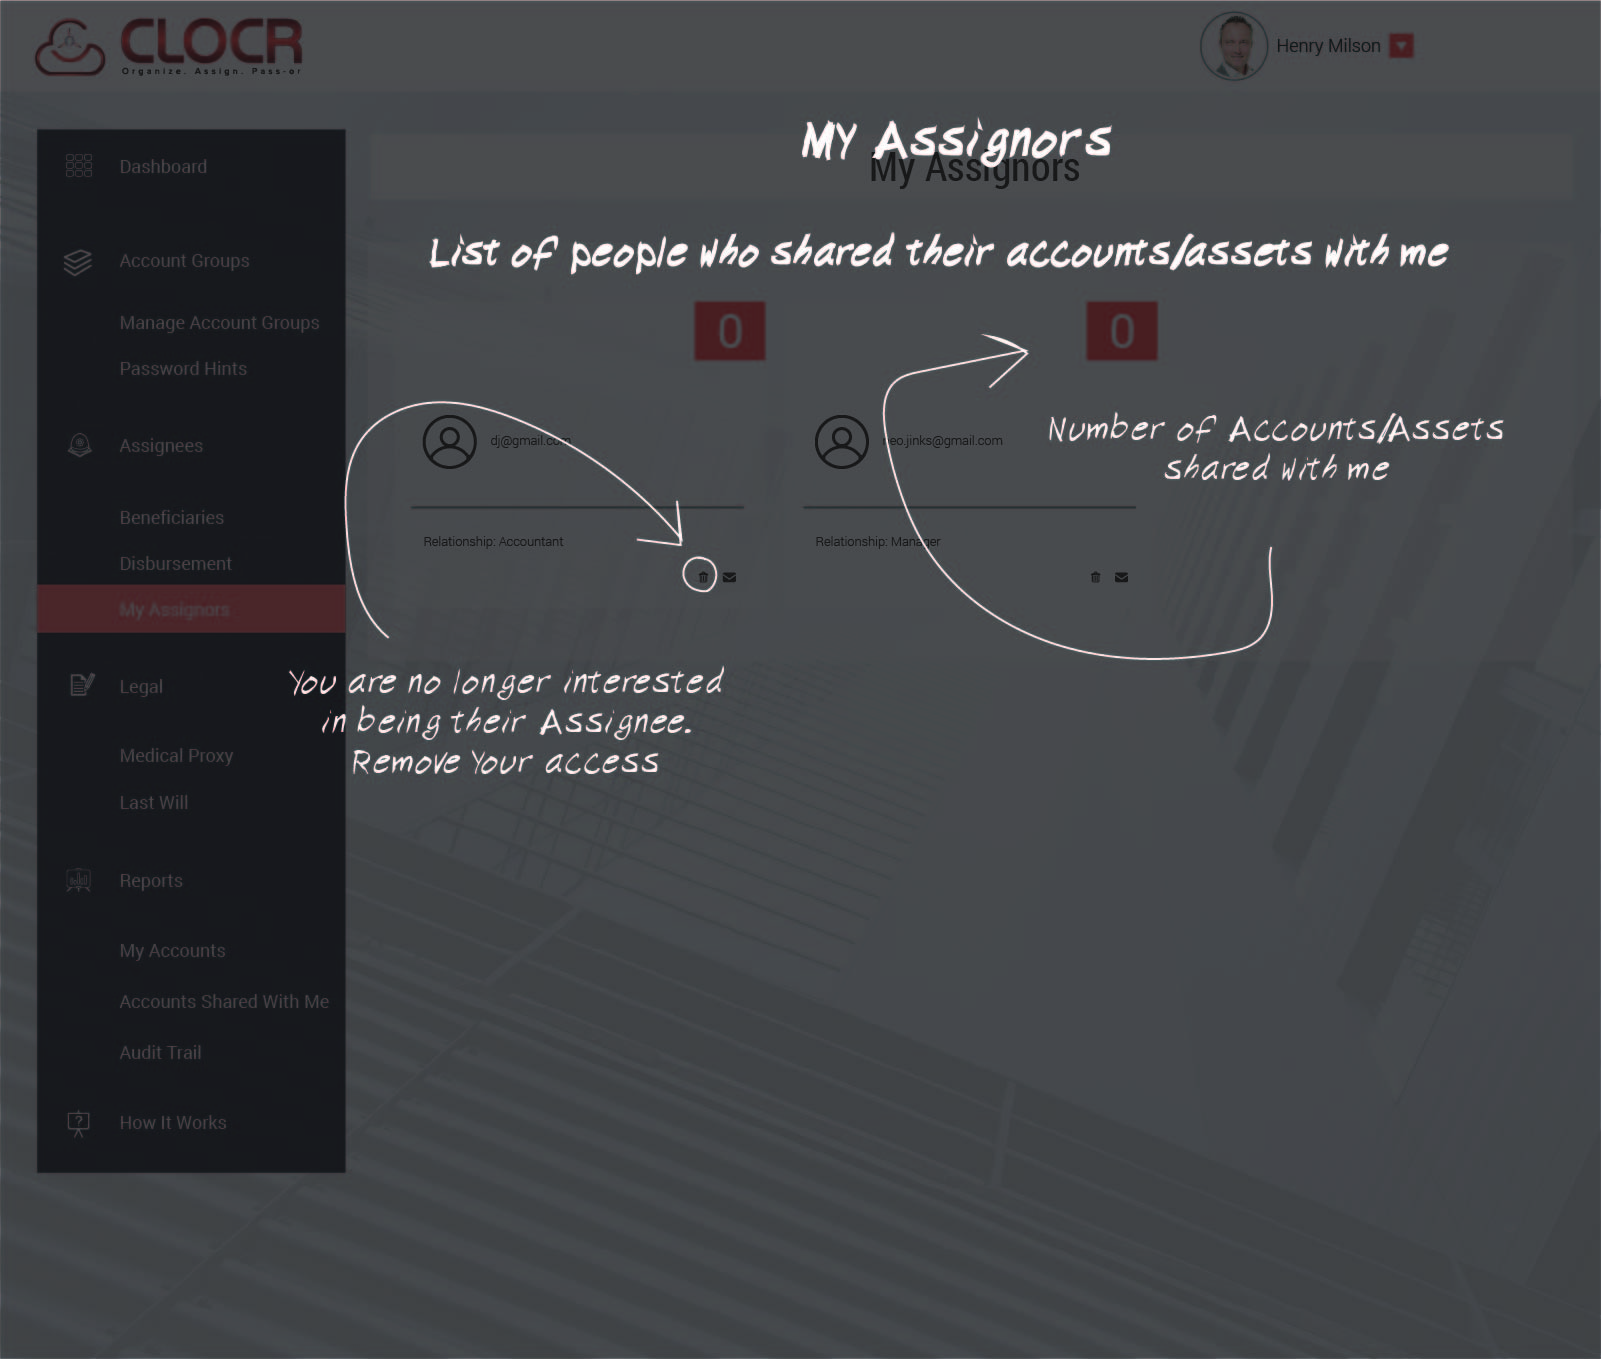 CLOCR
Organize. Assign. Pass-or
Henry Milson
My Assignors
My Assignors
List of people who shared their accounts/assets with me
Dashboard
Account Groups
Manage Account Groups
Password Hints
Assignees
Beneficiaries
Disbursement
My Assignors
Legal
Medical Proxy
Last Will
Reports
My Accounts
Accounts Shared With Me
Audit Trail
How It Works
0
dj@gmail.com
Relationship: Accountant
0
neo.jinks@gmail.com
Relationship: Manager
Number of Accounts/Assets
shared with me
You are no longer interested
in being their Assignee.
Remove Your access